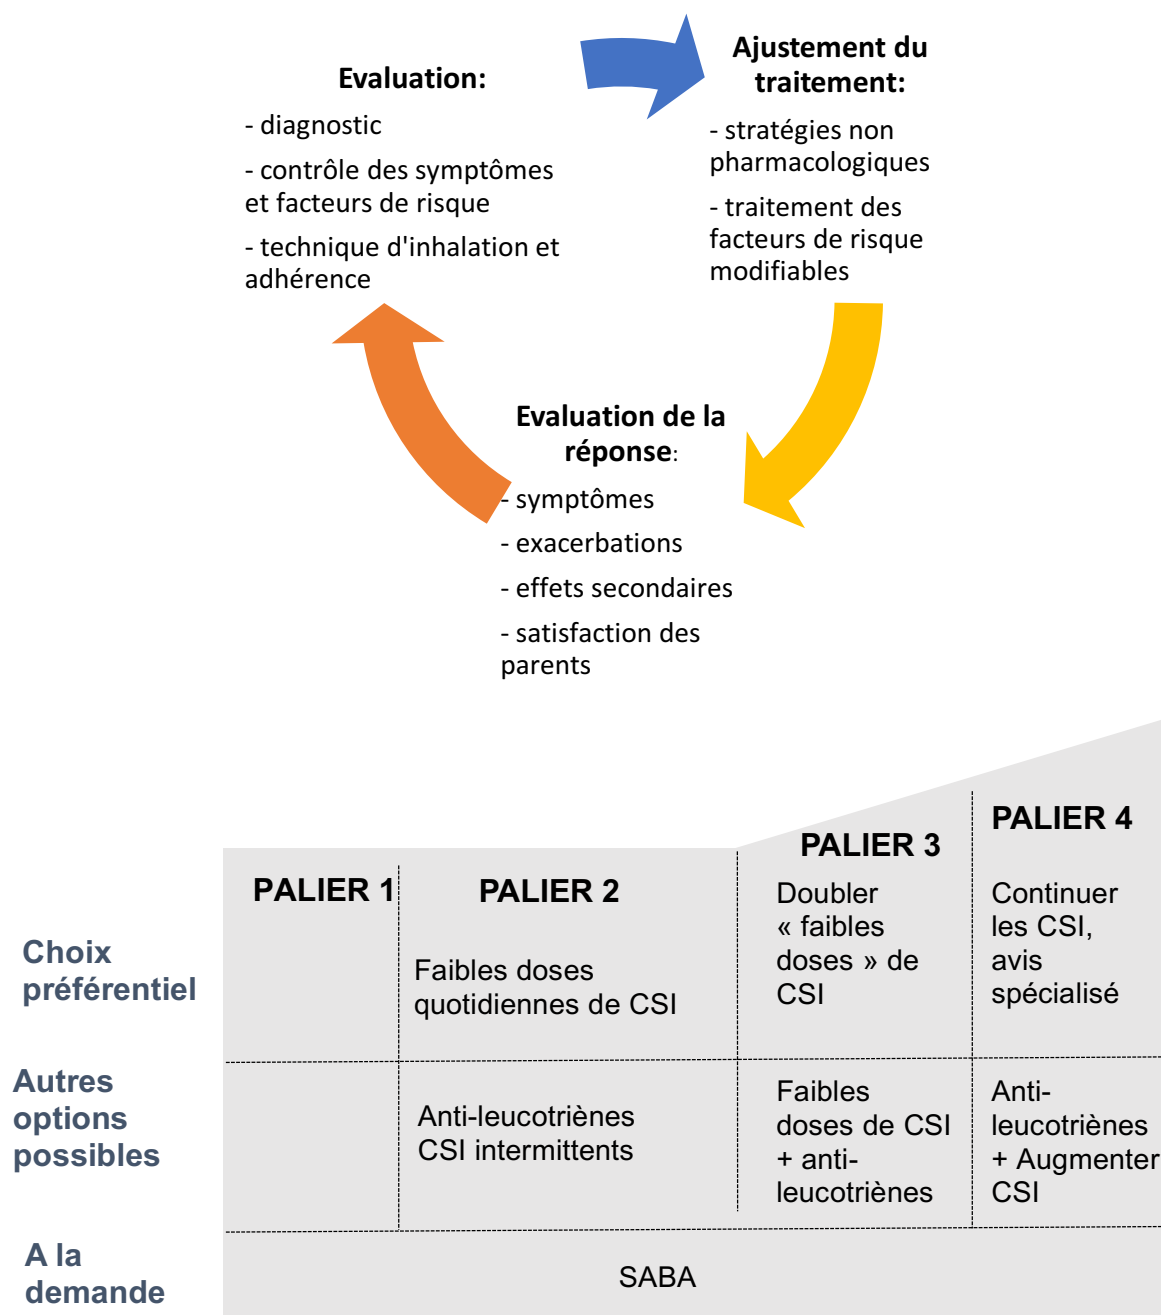 Evaluation:
- diagnostic
- contrôle des symptômes
et facteurs de risque
- technique d'inhalation et
adhérence
Ajustement du
traitement:
- stratégies non
pharmacologiques
- traitement des
facteurs de risque
modifiables
Evaluation de la
réponse:
- symptômes
- exacerbations
- effets secondaires
- satisfaction des
parents
PALIER 1
PALIER 2
PALIER 3
PALIER 4
Choix
préférentiel
Faibles doses
quotidiennes de CSI
Doubler
« faibles
doses » de
CSI
Continuer
les CSI,
avis
spécialisé
Autres
options
possibles
Anti-leucotriènes
CSI intermittents
Faibles
doses de CSI
+ anti-
leucotriènes
Anti-
leucotriènes
+ Augmenter
CSI
A la
demande
SABA